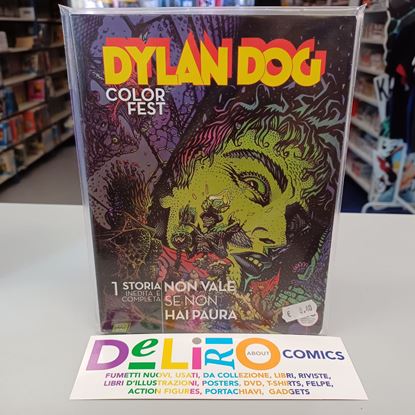 DYLAN DOG
COLOR
FEST
1 STORIA
INEDITA E
COMPLETA
NON VALE
SE NON
HAI PAURA
DeLiRiO ABOUT COMICS
FUMETTI NUOVI, USATI, DA COLLEZIONE, LIBRI, RIVISTE,
LIBRI D'ILLUSTRAZIONI, POSTERS, DVD, T-SHIRTS, FELPE,
ACTION FIGURES, PORTACHIAVI, GADGETS